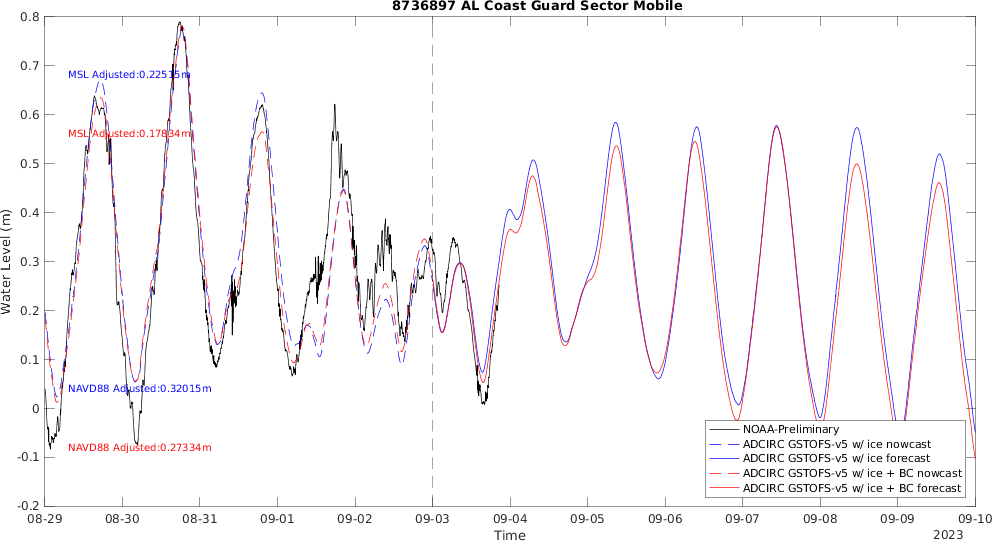 8736897 AL Coast Guard Sector Mobile
0.8
0.7
0.6
0.5
0.4
0.3
0.2
0.1
0
-0.1
-0.2
Water Level (m)
MSL Adjusted:0.22515m
MSL Adjusted:0.17834m
NAVD88 Adjusted:0.32015m
NAVD88 Adjusted:0.27334m
NOAA-Preliminary
ADCIRC GSTOFS-v5 w/ ice nowcast
ADCIRC GSTOFS-v5 w/ ice forecast
ADCIRC GSTOFS-v5 w/ ice + BC nowcast
ADCIRC GSTOFS-v5 w/ ice + BC forecast
08-29 08-30 08-31 09-01 09-02 09-03 09-04 09-05 09-06 09-07 09-08 09-09 09-10
Time
2023